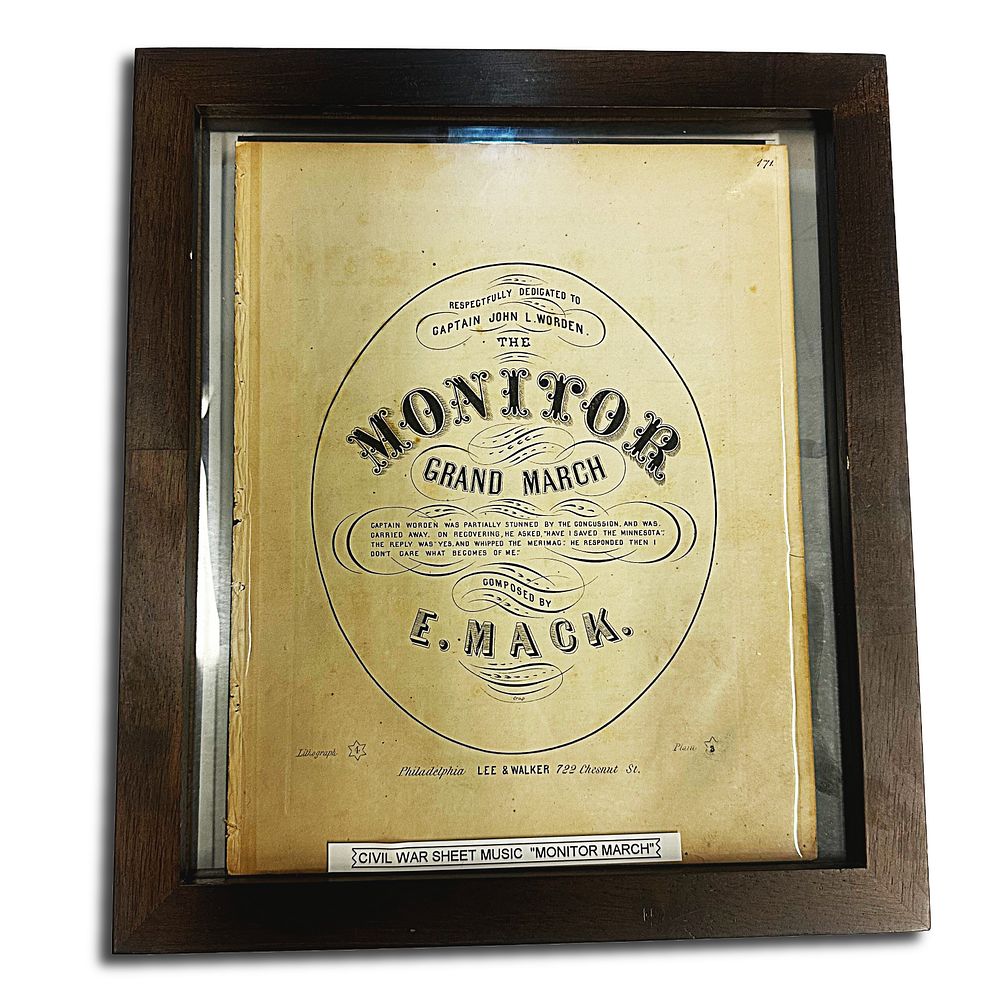 171
RESPECTFULLY DEDICATED TO
CAPTAIN JOHN L. WORDEN.
THE
MONITOR
GRAND MARCH
CAPTAIN WORDEN WAS PARTIALLY STUNNED BY THE CONCUSSION, AND WAS.
CARRIED AWAY. ON RECOVERING, HE ASKED, "HAVE I SAVED THE MINNESOTA".
THE REPLY WAS "YES, AND WHIPPED THE MERIMAC: HE RESPONDED THEN I
DON'T CARE WHAT BECOMES OF ME."
COMPOSED BY
E. MACK.
Lithograph 4
Plain 3
Philadelphia LEE & WALKER 722 Chesnut St.
CIVIL WAR SHEET MUSIC "MONITOR MARCH"